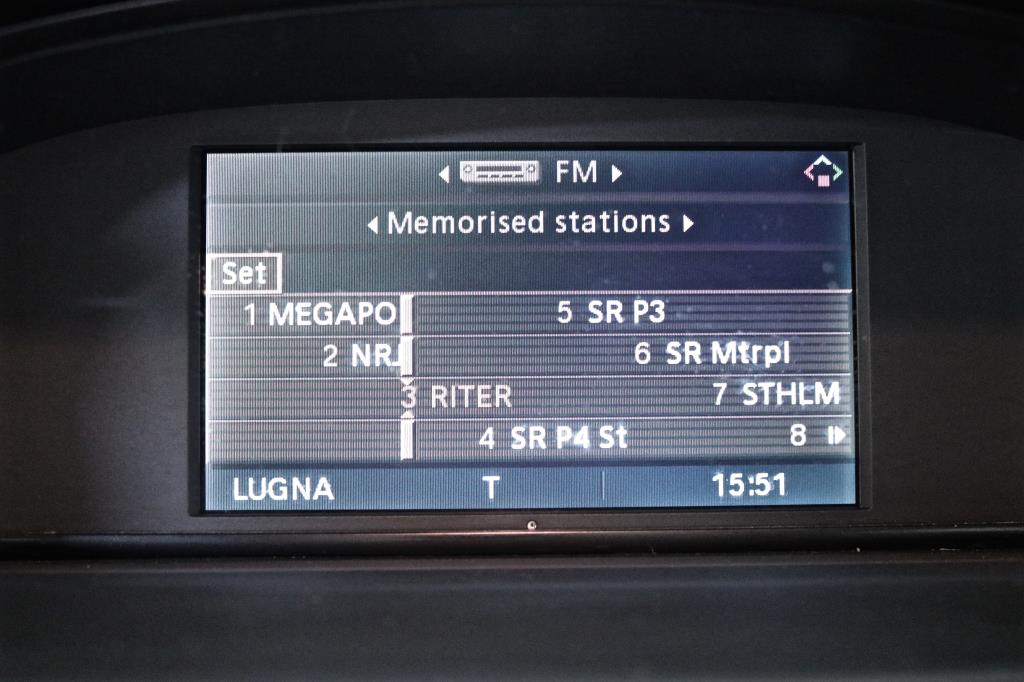 FM
Memorised stations
Set
1 MEGAPO 5 SR P3
2 NRJ 6 SR Mtrpl
3 RITER 7 STHLM
4 SR P4 St 8
LUGNA T 15:51